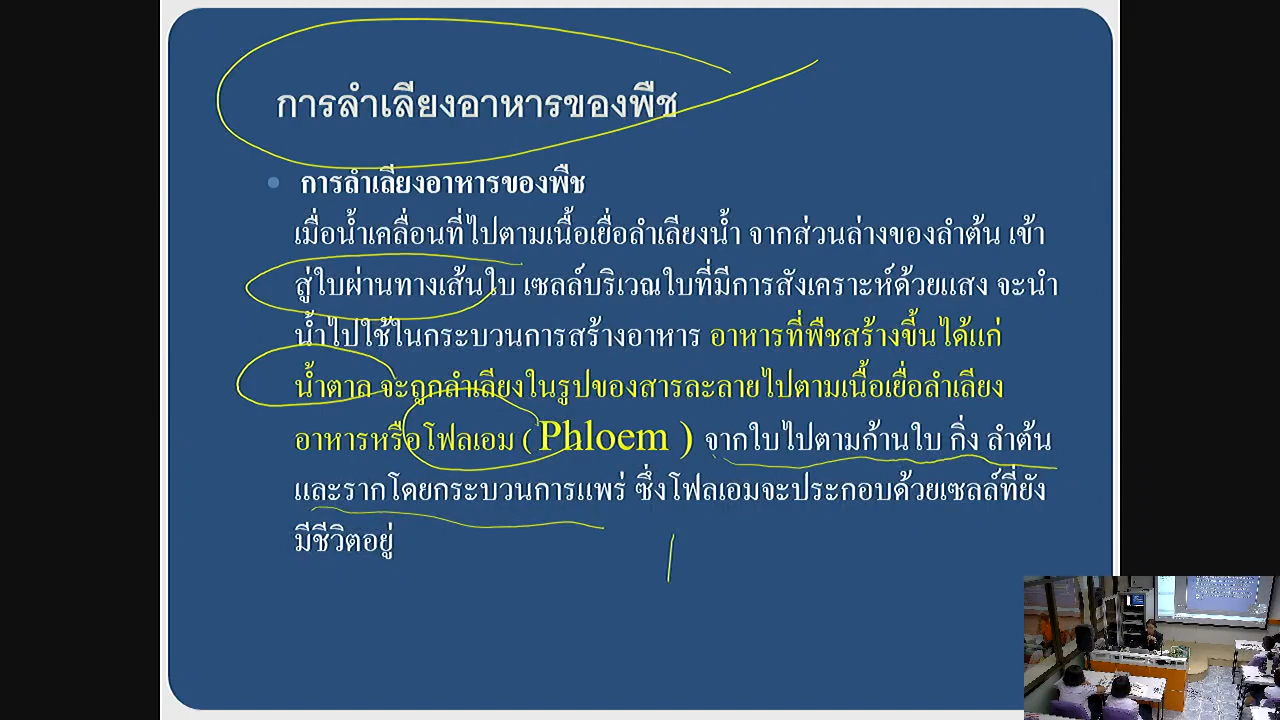 การลำเลียงอาหารของพืช
การลำเลียงอาหารของพืช
เมื่อน้ำเคลื่อนที่ไปตามเนื้อเยื่อลำเลียงน้ำ จากส่วนล่างของลำต้น เข้า
สู่ใบผ่านทางเส้นใบ เซลล์บริเวณใบที่มีการสังเคราะห์ด้วยแสง จะนำ
น้ำไปใช้ในกระบวนการสร้างอาหาร อาหารที่พืชสร้างขึ้นได้แก่
น้ำตาล จะถูกลำเลียงในรูปของสารละลายไปตามเนื้อเยื่อลำเลียง
อาหารหรือโฟลเอม ( Phloem ) จากใบไปตามก้านใบ กิ่ง ลำต้น
และรากโดยกระบวนการแพร่ ซึ่งโฟลเอมจะประกอบด้วยเซลล์ที่ยัง
มีชีวิตอยู่